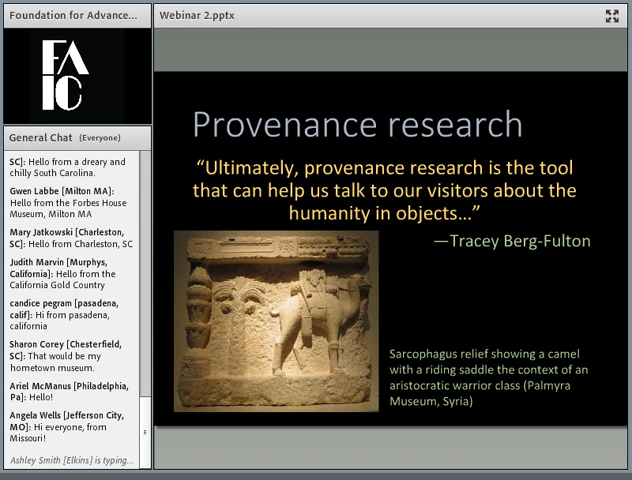 Foundation for Advance...
FA
IC
General Chat (Everyone)
SC]: Hello from a dreary and
chilly South Carolina.
Gwen Labbe [Milton MA]:
Hello from the Forbes House
Museum, Milton MA
Mary Jatkowski [Charleston,
SC]: Hello from Charleston, SC
Judith Marvin [Murphys,
California]: Hello from the
California Gold Country
candice pegram [pasadena,
calif]: Hi from pasadena,
california
Sharon Corey [Chesterfield,
SC]: That would be my
hometown museum.
Ariel McManus [Philadelphia,
Pa]: Hello!
Angela Wells [Jefferson City,
MO]: Hi everyone, from
Missouri!
Ashley Smith [Elkins] is typing...
Webinar 2.pptx
Provenance research
“Ultimately, provenance research is the tool
that can help us talk to our visitors about the
humanity in objects…”
—Tracey Berg-Fulton
Sarcophagus relief showing a camel
with a riding saddle the context of an
aristocratic warrior class (Palmyra
Museum, Syria)